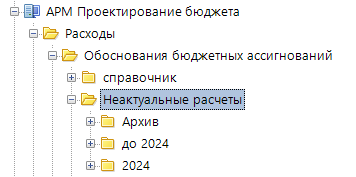 АРМ Проектирование бюджета
Расходы
Обоснования бюджетных ассигнований
справочник
Неактуальные расчеты
Архив
до 2024
2024